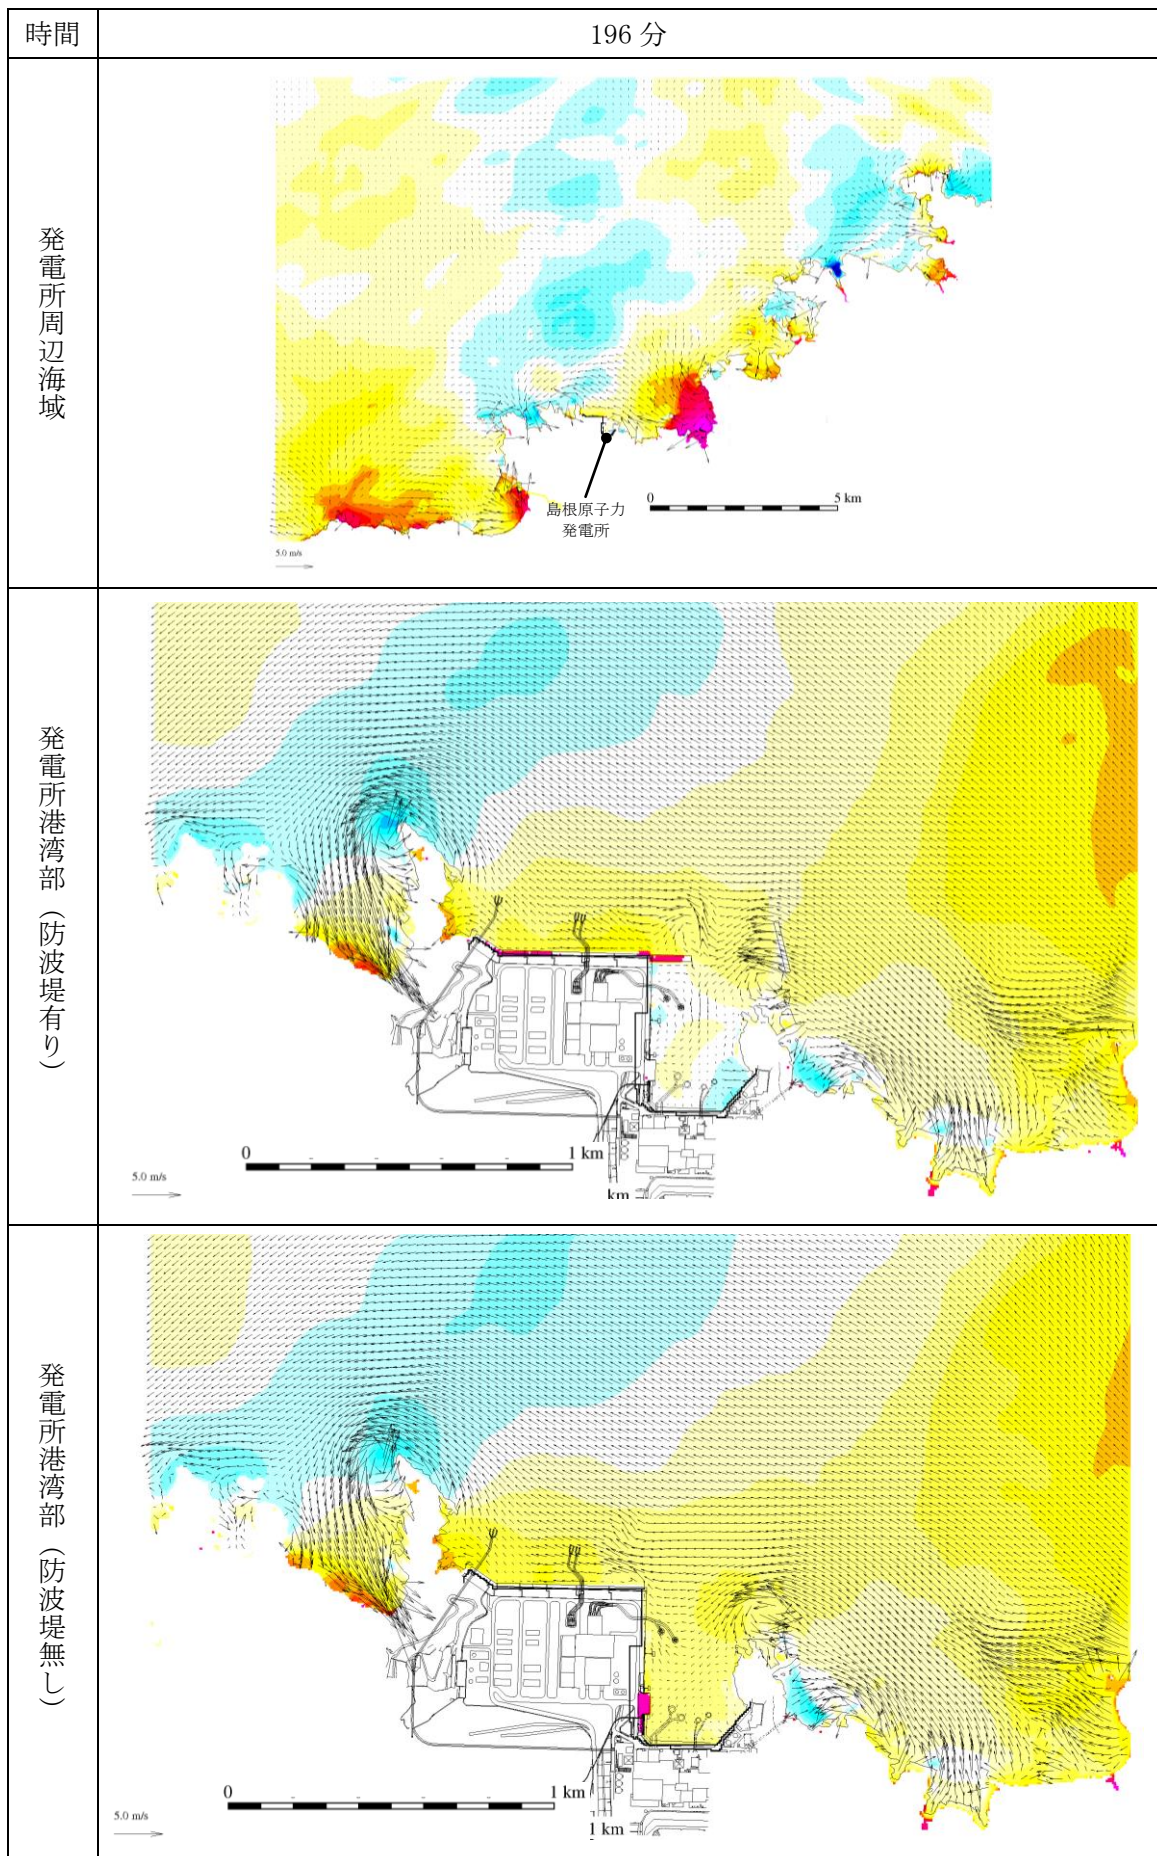 時間
196 分
発電所周辺海域
島根原子力
発電所
0
5 km
5.0 m/s
発電所港湾部（防波堤有り）
0
1 km
5.0 m/s
km
発電所港湾部（防波堤無し）
0
1 km
5.0 m/s
1 km